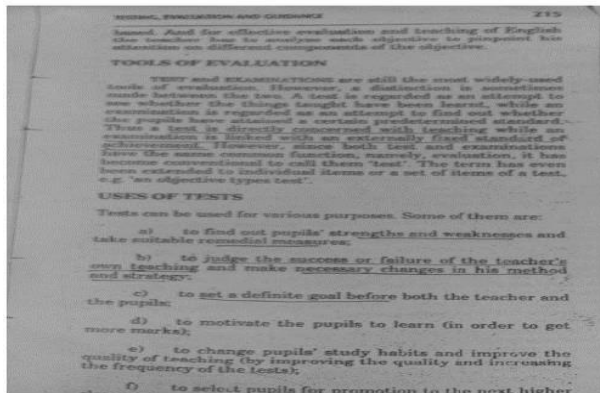 TESTING, EVALUATION AND GUIDANCE 215
based. And for effective evaluation and teaching of English
the teacher has to analyse each objective to pinpoint his
attention on different components of the objective.
TOOLS OF EVALUATION
TEST and EXAMINATIONS are still the most widely-used
tools of evaluation. However, a distinction is sometimes
made between the two. A test is regarded as an attempt to
see whether the things taught have been learnt, while an
examination is regarded as an attempt to find out whether
the pupils have attained a certain predetermined standard.
Thus a test is directly concerned with teaching while an
examination is linked with an externally fixed standard of
achievement. However, since both test and examinations
have the same common function, namely, evaluation, it has
become conventional to call them 'test'. The term has even
been extended to individual items or a set of items of a test,
e.g. 'an objective types test'.
USES OF TESTS
Tests can be used for various purposes. Some of them are:
a) to find out pupils' strengths and weaknesses and
take suitable remedial measures;
b) to judge the success or failure of the teacher's
own teaching and make necessary changes in his method
and strategy.
c) to set a definite goal before both the teacher and
the pupils;
d) to motivate the pupils to learn (in order to get
more marks);
e) to change pupils' study habits and improve the
quality of teaching (by improving the quality and increasing
the frequency of the tests);
f) to select pupils for promotion to the next higher